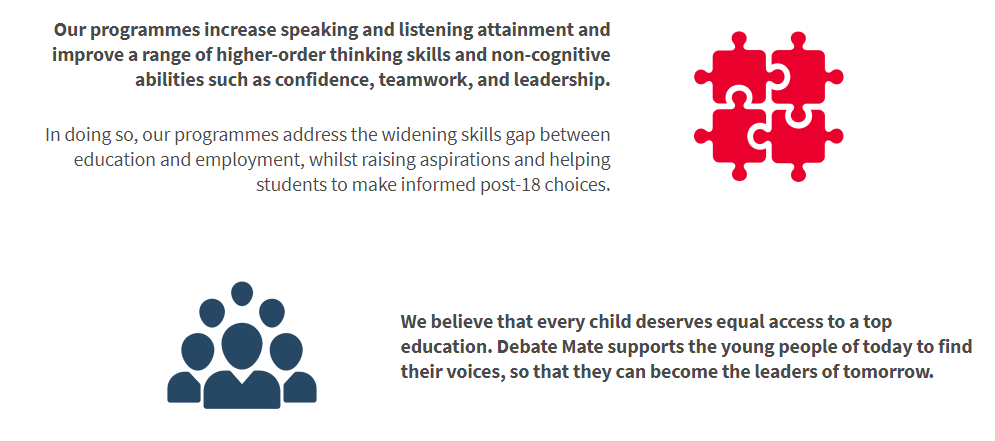 Our programmes increase speaking and listening attainment and
improve a range of higher-order thinking skills and non-cognitive
abilities such as confidence, teamwork, and leadership.
In doing so, our programmes address the widening skills gap between
education and employment, whilst raising aspirations and helping
students to make informed post-18 choices.
We believe that every child deserves equal access to a top
education. Debate Mate supports the young people of today to find
their voices, so that they can become the leaders of tomorrow.